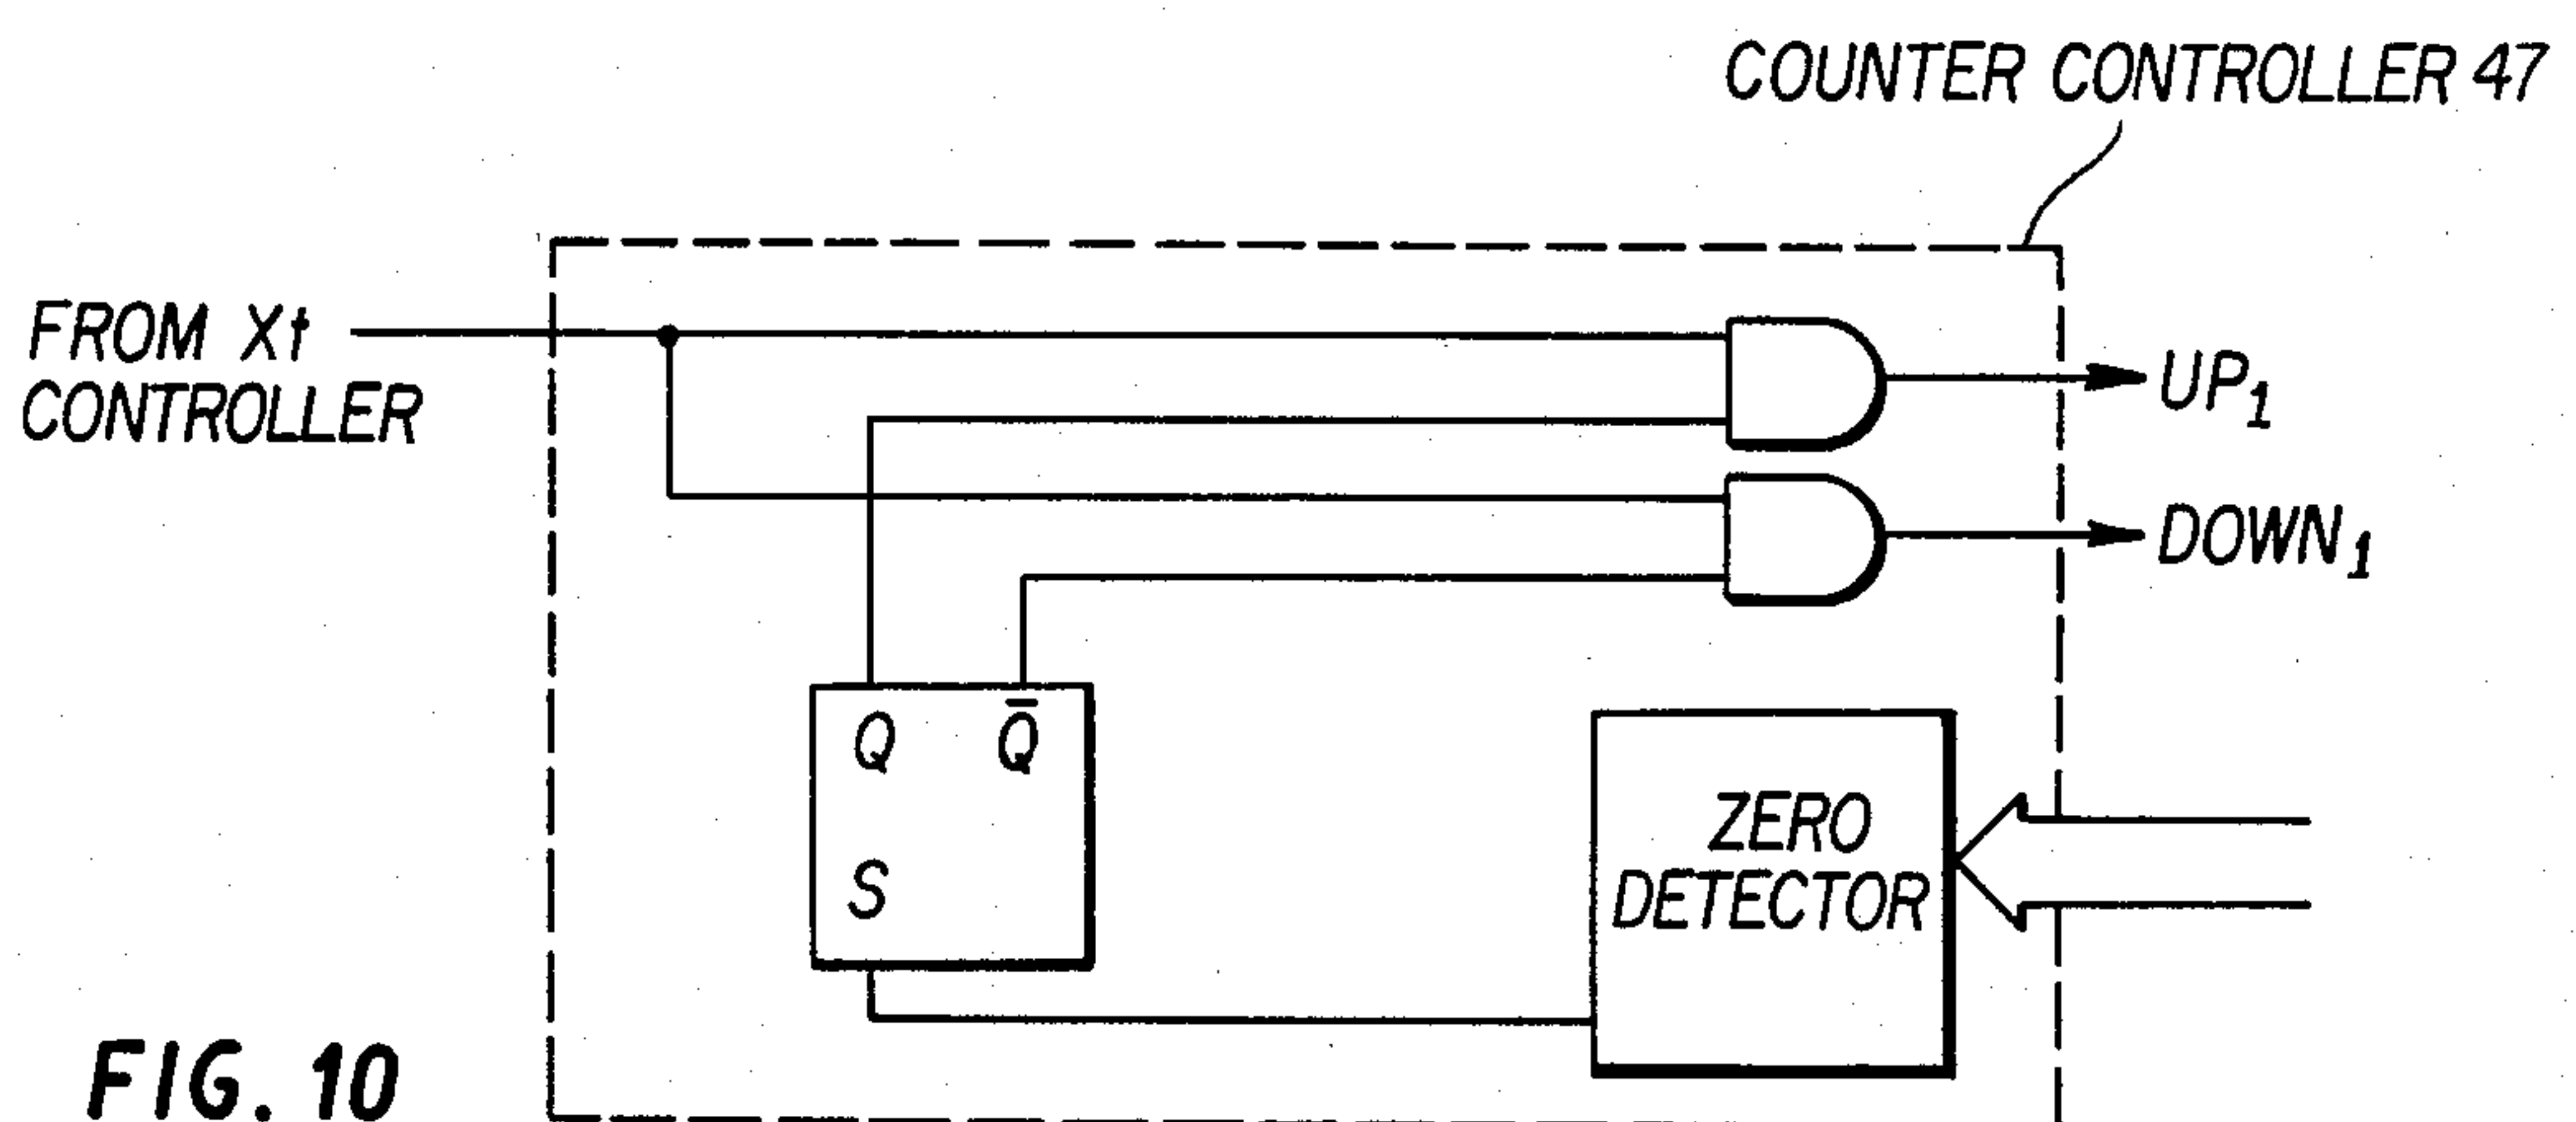 COUNTER CONTROLLER 47
FROM Xt
CONTROLLER
UP1
DOWN1
Q Q̄
S
ZERO
DETECTOR
FIG. 10